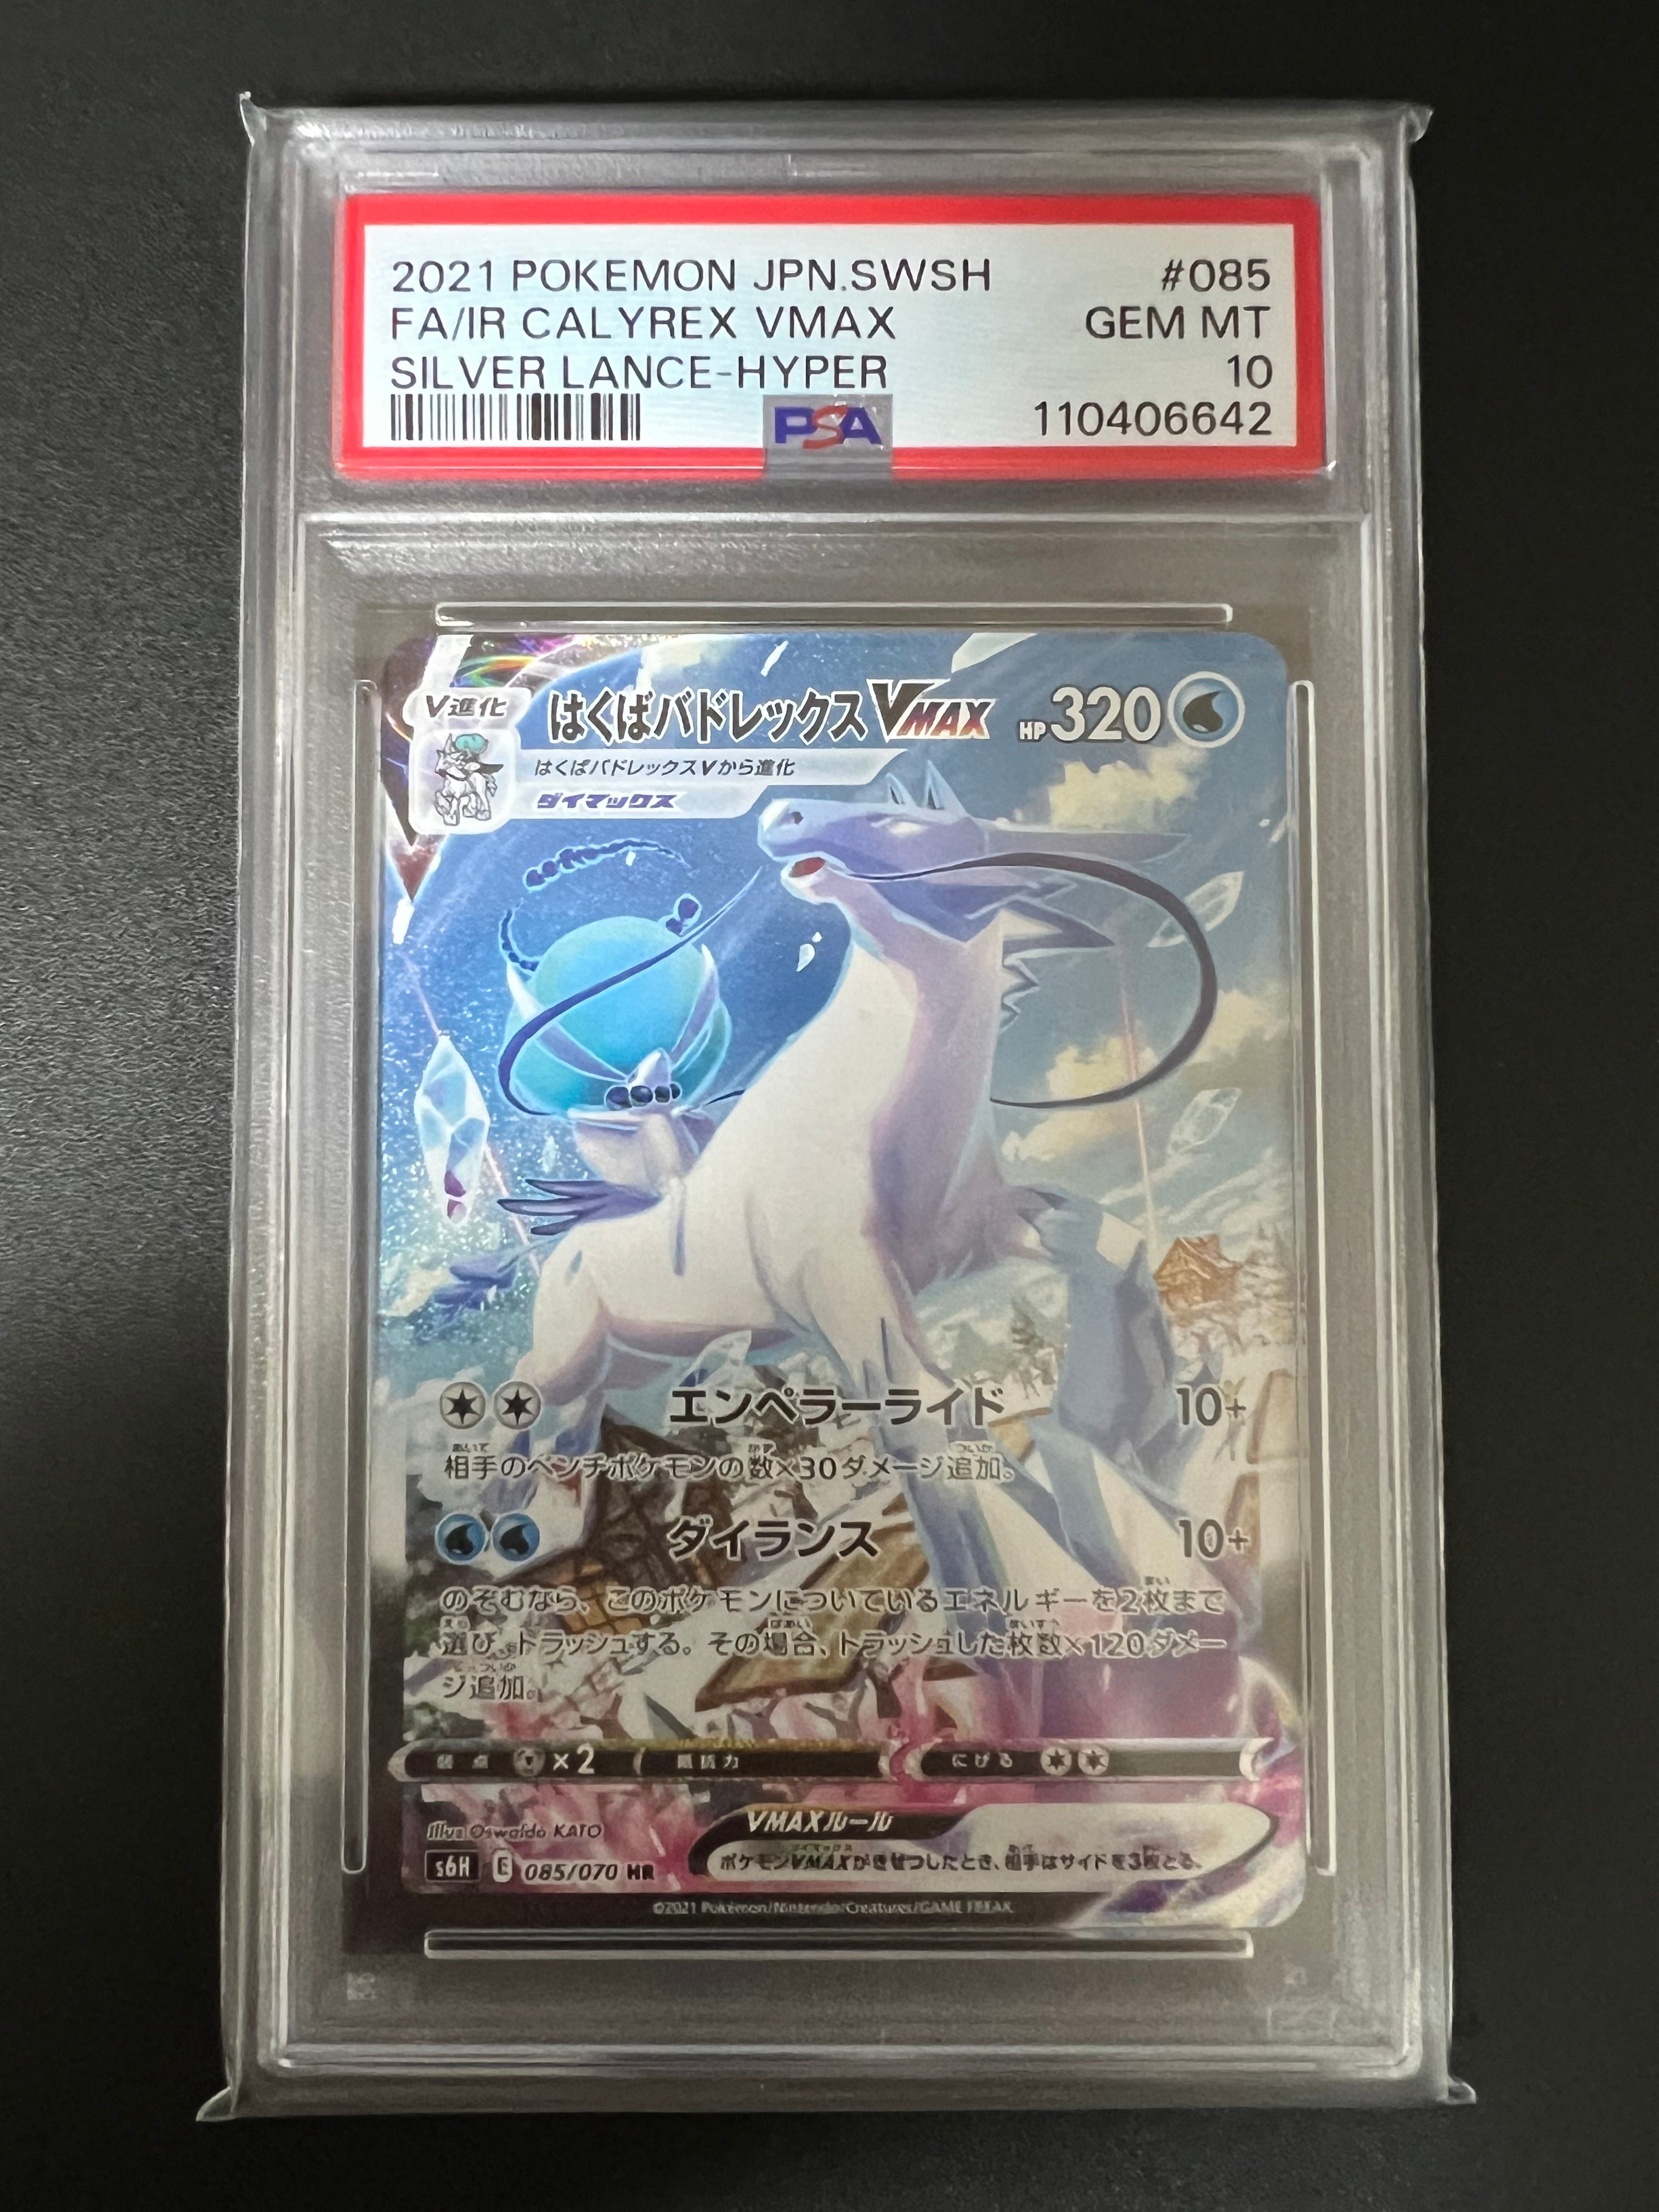 2021 POKEMON JPN.SWSH #085
FA/IR CALYREX VMAX GEM MT
SILVER LANCE-HYPER 10
PSA 110406642
V進化 はくばバドレックスVMAX HP320
はくばバドレックスVから進化
ダイマックス
エンペラーライド 10+
相手のベンチポケモンの数×30ダメージ追加。
ダイランス 10+
のぞむなら、このポケモンについているエネルギーを2枚まで
選び、トラッシュする。その場合、トラッシュした枚数×120ダメー
ジ追加。
弱点 ×2 抵抗力 にげる
VMAXルール
ポケモンVMAXがきぜつしたとき、相手はサイドを3枚とる。
Illus. Oswaldo KATO
s6H E 085/070 HR
©2021 Pokémon/Nintendo/Creatures/GAME FREAK